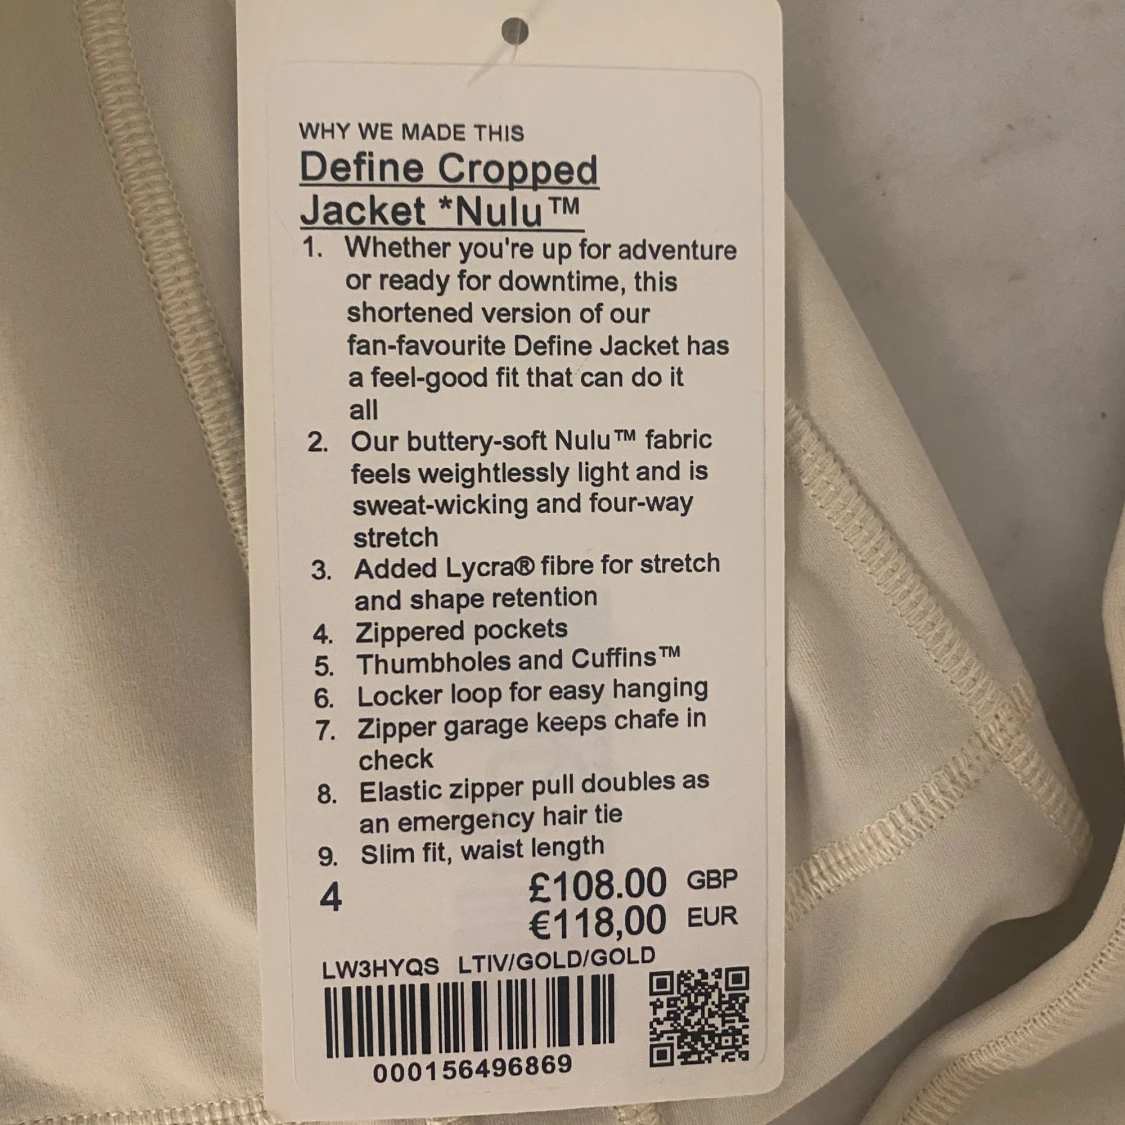 WHY WE MADE THIS
Define Cropped
Jacket *Nulu™
1. Whether you're up for adventure
or ready for downtime, this
shortened version of our
fan-favourite Define Jacket has
a feel-good fit that can do it
all
2. Our buttery-soft Nulu™ fabric
feels weightlessly light and is
sweat-wicking and four-way
stretch
3. Added Lycra® fibre for stretch
and shape retention
4. Zippered pockets
5. Thumbholes and Cuffins™
6. Locker loop for easy hanging
7. Zipper garage keeps chafe in
check
8. Elastic zipper pull doubles as
an emergency hair tie
9. Slim fit, waist length
4 £108.00 GBP
€118,00 EUR
LW3HYQS LTIV/GOLD/GOLD
000156496869